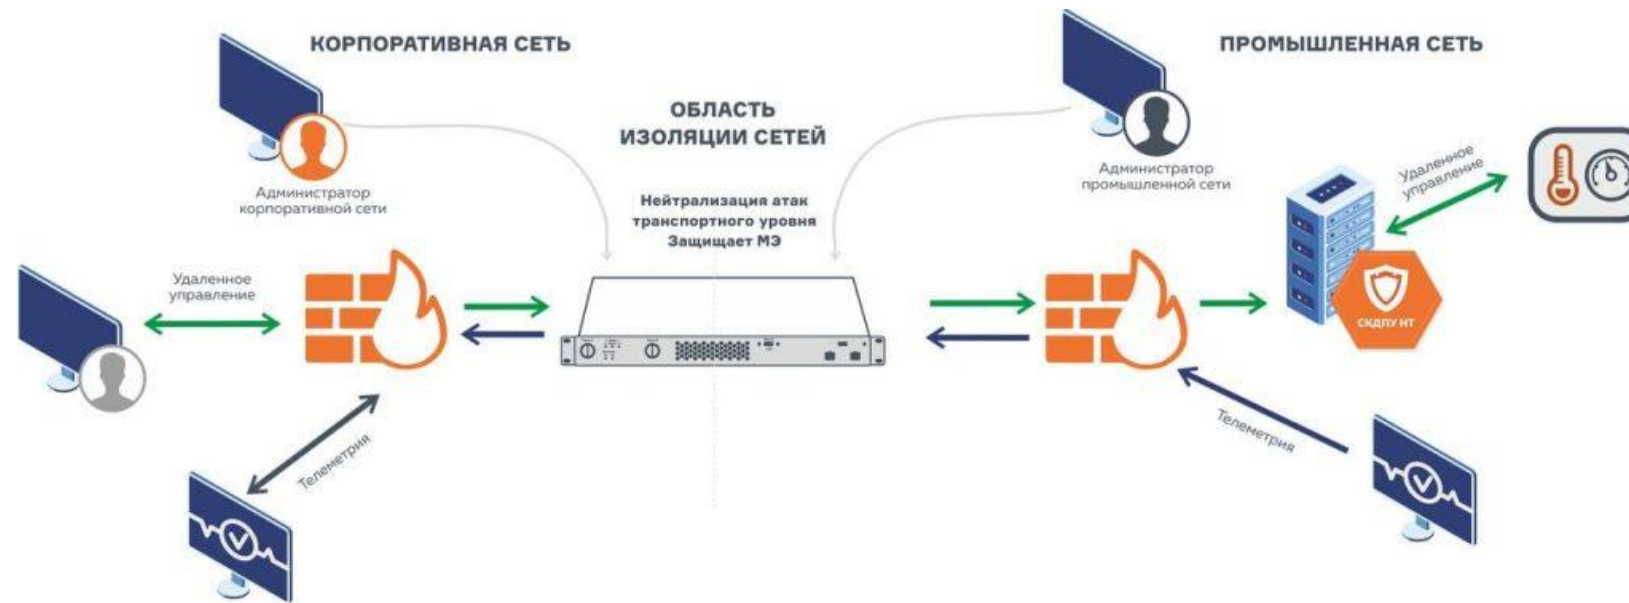 КОРПОРАТИВНАЯ СЕТЬ
ПРОМЫШЛЕННАЯ СЕТЬ
ОБЛАСТЬ
ИЗОЛЯЦИИ СЕТЕЙ
Администратор
корпоративной сети
Администратор
промышленной сети
Нейтрализация атак
транспортного уровня
Защищает МЭ
Удаленное
управление
Удаленное
управление
СКДПУ НТ
Телеметрия
Телеметрия